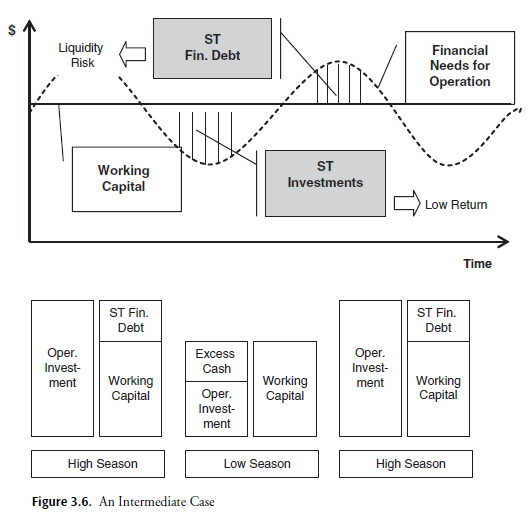 $
Liquidity
Risk
ST
Fin. Debt
Financial
Needs for
Operation
Working
Capital
ST
Investments
Low Return
Time
Oper.
Invest-
ment
ST Fin.
Debt
Working
Capital
Excess
Cash
Oper.
Invest-
ment
Working
Capital
Oper.
Invest-
ment
ST Fin.
Debt
Working
Capital
High Season
Low Season
High Season
Figure 3.6. An Intermediate Case